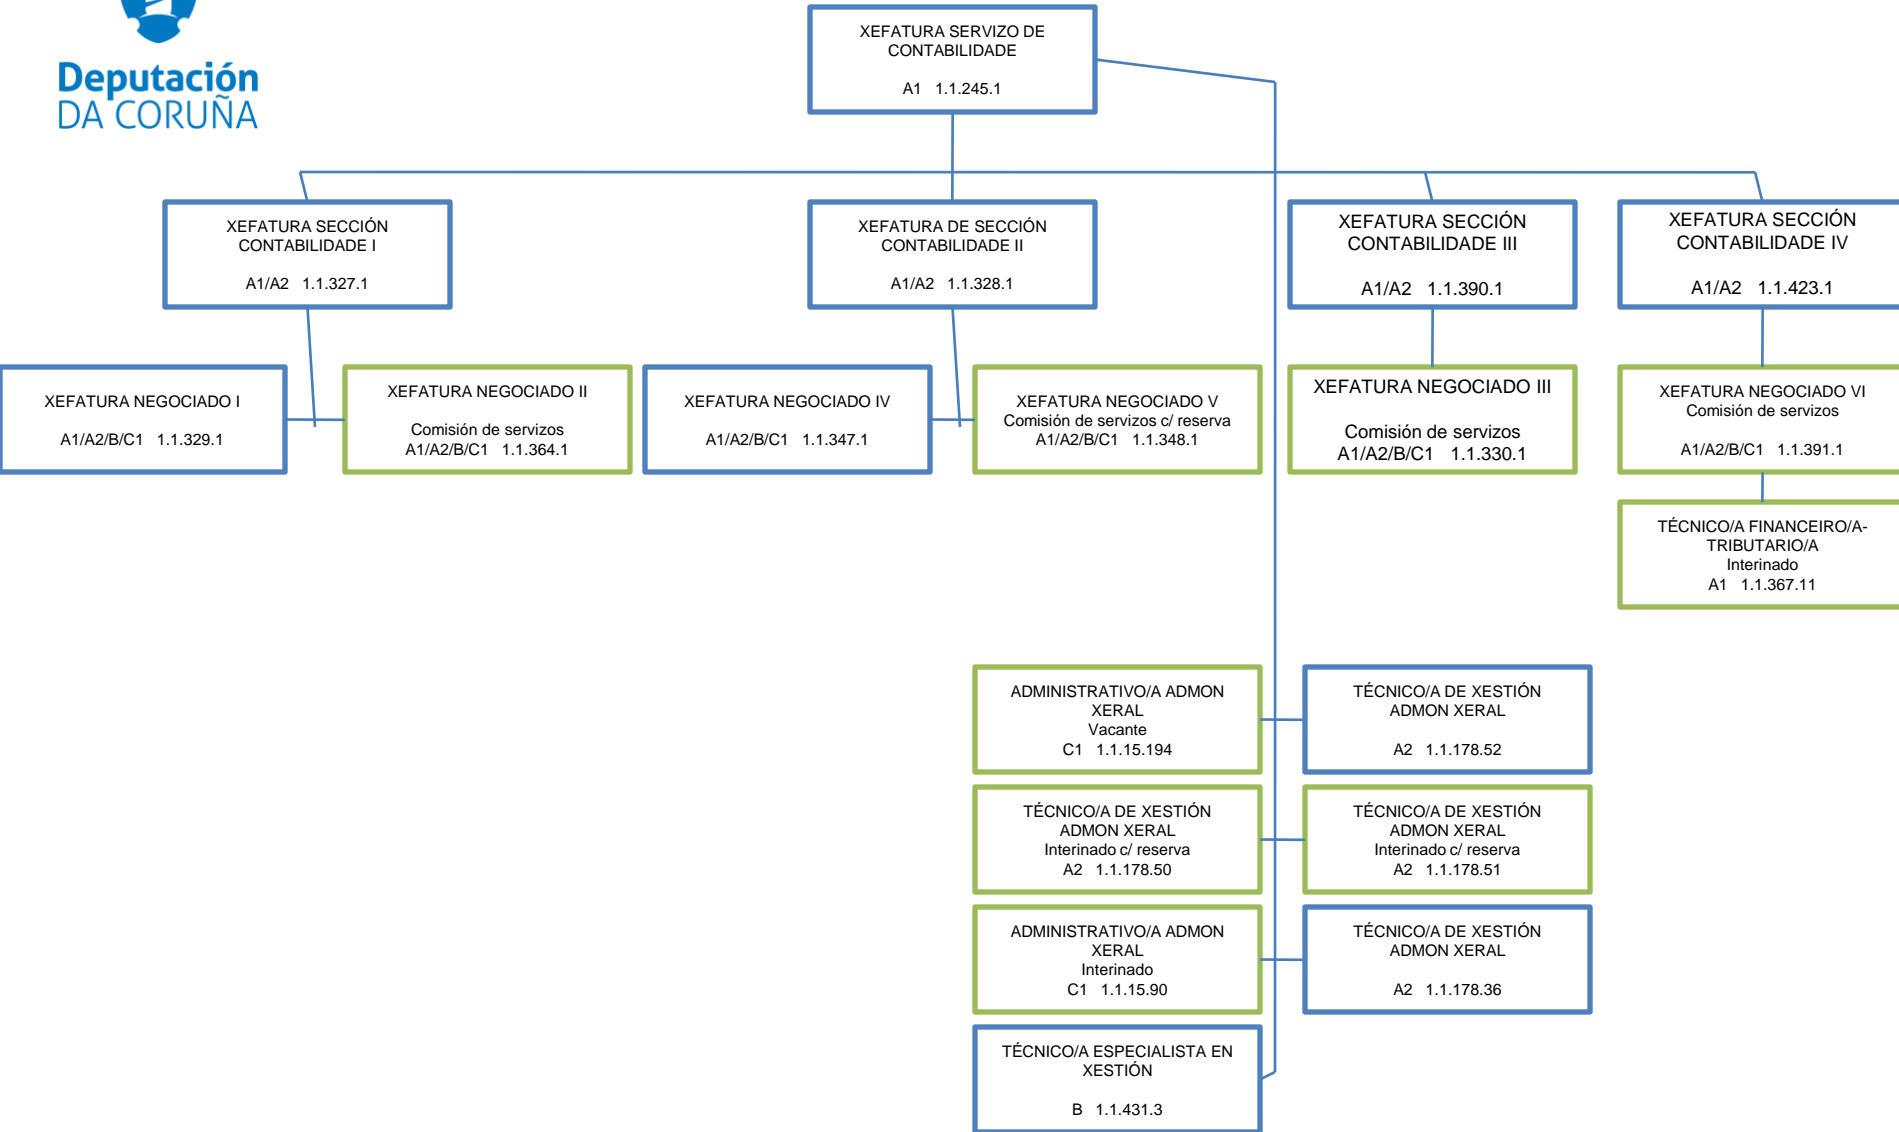 Deputación
DA CORUÑA
XEFATURA SERVIZO DE
CONTABILIDADE
A1 1.1.245.1
XEFATURA SECCIÓN
CONTABILIDADE I
A1/A2 1.1.327.1
XEFATURA DE SECCIÓN
CONTABILIDADE II
A1/A2 1.1.328.1
XEFATURA SECCIÓN
CONTABILIDADE III
A1/A2 1.1.390.1
XEFATURA SECCIÓN
CONTABILIDADE IV
A1/A2 1.1.423.1
XEFATURA NEGOCIADO I
A1/A2/B/C1 1.1.329.1
XEFATURA NEGOCIADO II
Comisión de servizos
A1/A2/B/C1 1.1.364.1
XEFATURA NEGOCIADO IV
A1/A2/B/C1 1.1.347.1
XEFATURA NEGOCIADO V
Comisión de servizos c/ reserva
A1/A2/B/C1 1.1.348.1
XEFATURA NEGOCIADO III
Comisión de servizos
A1/A2/B/C1 1.1.330.1
XEFATURA NEGOCIADO VI
Comisión de servizos
A1/A2/B/C1 1.1.391.1
TÉCNICO/A FINANCEIRO/A-
TRIBUTARIO/A
Interinado
A1 1.1.367.11
ADMINISTRATIVO/A ADMON
XERAL
Vacante
C1 1.1.15.194
TÉCNICO/A DE XESTIÓN
ADMON XERAL
A2 1.1.178.52
TÉCNICO/A DE XESTIÓN
ADMON XERAL
Interinado c/ reserva
A2 1.1.178.50
TÉCNICO/A DE XESTIÓN
ADMON XERAL
Interinado c/ reserva
A2 1.1.178.51
ADMINISTRATIVO/A ADMON
XERAL
Interinado
C1 1.1.15.90
TÉCNICO/A DE XESTIÓN
ADMON XERAL
A2 1.1.178.36
TÉCNICO/A ESPECIALISTA EN
XESTIÓN
B 1.1.431.3